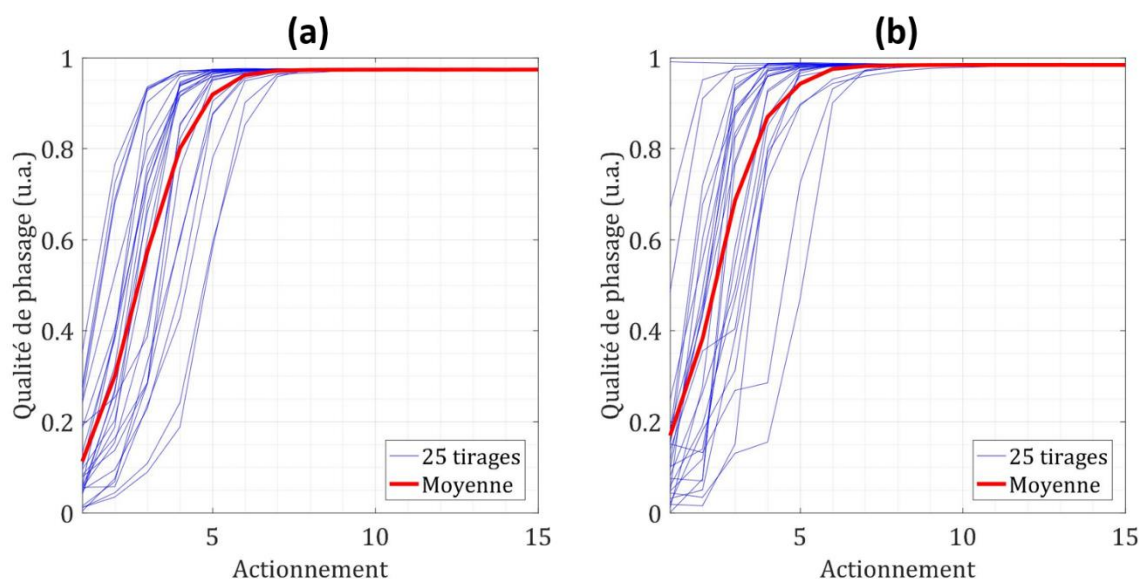 (a)
Qualité de phasage (u.a.)
1
0.8
0.6
0.4
0.2
0
5
10
15
Actionnement
25 tirages
Moyenne
(b)
Qualité de phasage (u.a.)
1
0.8
0.6
0.4
0.2
0
5
10
15
Actionnement
25 tirages
Moyenne